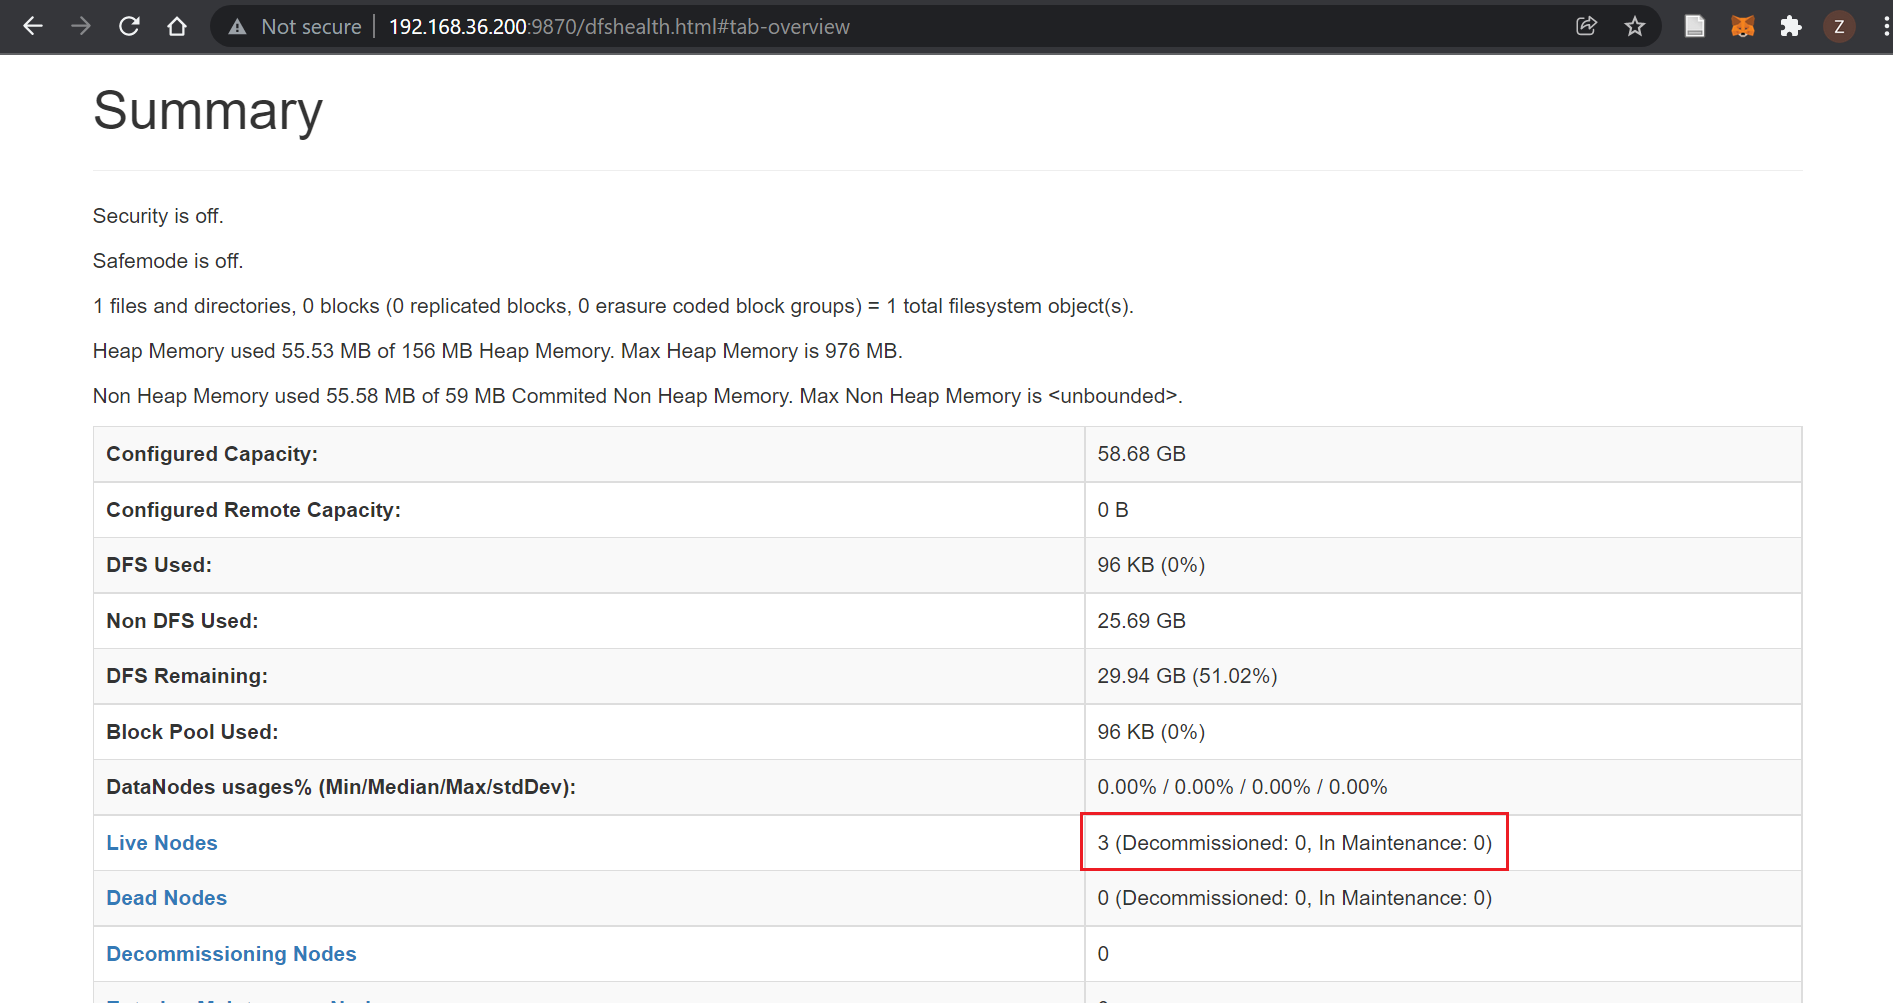 Not secure | 192.168.36.200:9870/dfshealth.html#tab-overview
Z
Summary
Security is off.
Safemode is off.
1 files and directories, 0 blocks (0 replicated blocks, 0 erasure coded block groups) = 1 total filesystem object(s).
Heap Memory used 55.53 MB of 156 MB Heap Memory. Max Heap Memory is 976 MB.
Non Heap Memory used 55.58 MB of 59 MB Commited Non Heap Memory. Max Non Heap Memory is <unbounded>.
Configured Capacity: 58.68 GB
Configured Remote Capacity: 0 B
DFS Used: 96 KB (0%)
Non DFS Used: 25.69 GB
DFS Remaining: 29.94 GB (51.02%)
Block Pool Used: 96 KB (0%)
DataNodes usages% (Min/Median/Max/stdDev): 0.00% / 0.00% / 0.00% / 0.00%
Live Nodes 3 (Decommissioned: 0, In Maintenance: 0)
Dead Nodes 0 (Decommissioned: 0, In Maintenance: 0)
Decommissioning Nodes 0